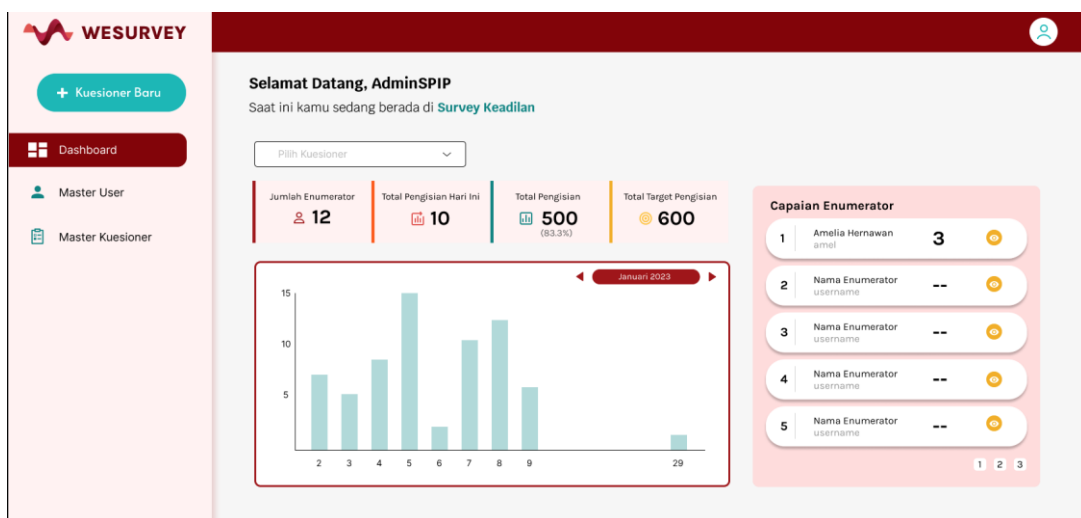 WESURVEY
+ Kuesioner Baru
Dashboard
Master User
Master Kuesioner
Selamat Datang, AdminSPIP
Saat ini kamu sedang berada di Survey Keadilan
Pilih Kuesioner
Jumlah Enumerator
12
Total Pengisian Hari Ini
10
Total Pengisian
500
(83.3%)
Total Target Pengisian
600
Januari 2023
15
10
5
2 3 4 5 6 7 8 9 29
Capaian Enumerator
1 Amelia Hernawan 3
amel
2 Nama Enumerator --
username
3 Nama Enumerator --
username
4 Nama Enumerator --
username
5 Nama Enumerator --
username
1 2 3